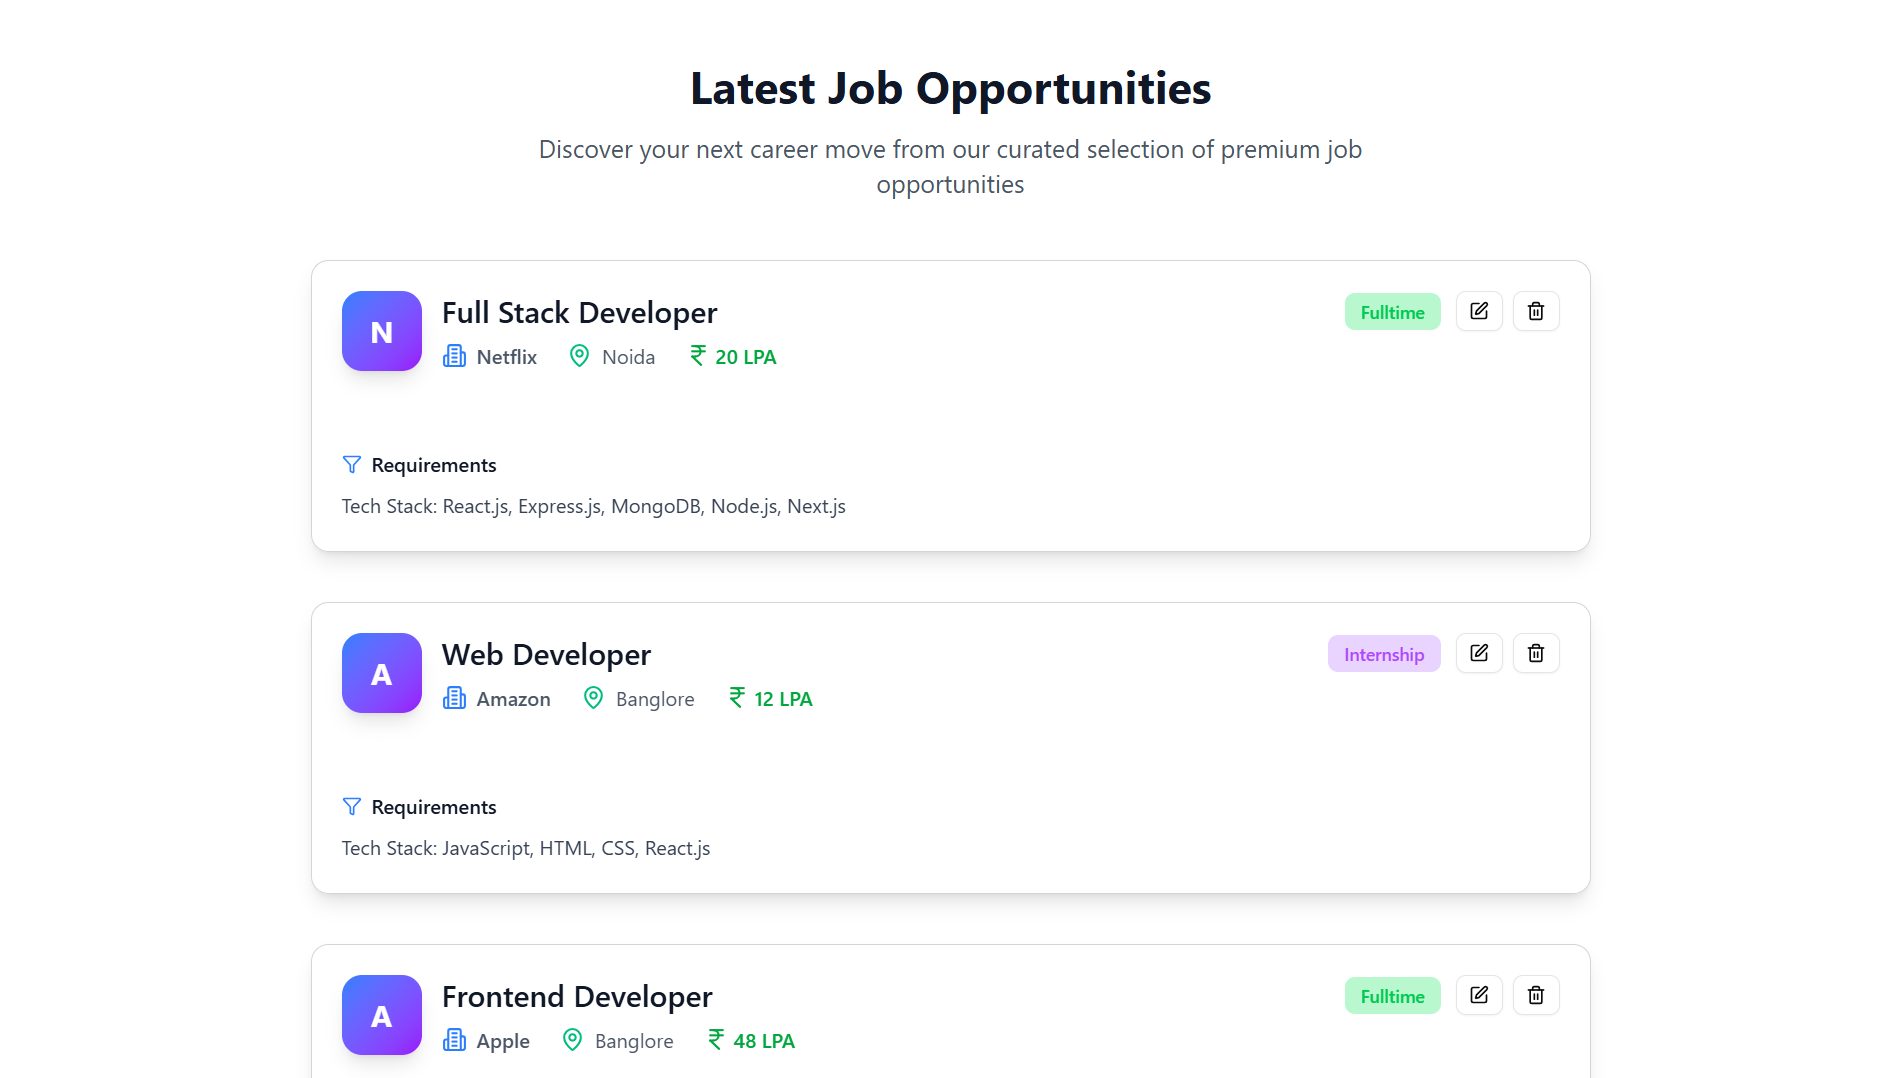 Latest Job Opportunities
Discover your next career move from our curated selection of premium job
opportunities
N
Full Stack Developer
Fulltime
Netflix Noida ₹ 20 LPA
Requirements
Tech Stack: React.js, Express.js, MongoDB, Node.js, Next.js
A
Web Developer
Internship
Amazon Banglore ₹ 12 LPA
Requirements
Tech Stack: JavaScript, HTML, CSS, React.js
A
Frontend Developer
Fulltime
Apple Banglore ₹ 48 LPA